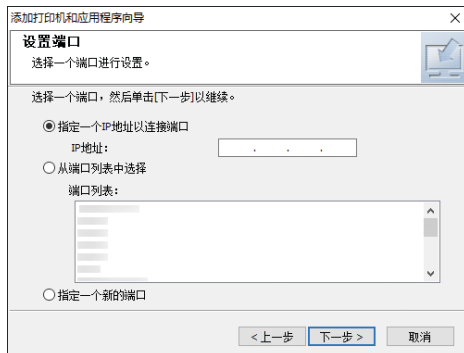 添加打印机和应用程序向导
设置端口
选择一个端口进行设置。
选择一个端口，然后单击[下一步]以继续。
指定一个IP地址以连接端口
IP地址：
. . .
从端口列表中选择
端口列表：
指定一个新的端口
<上一步 下一步> 取消